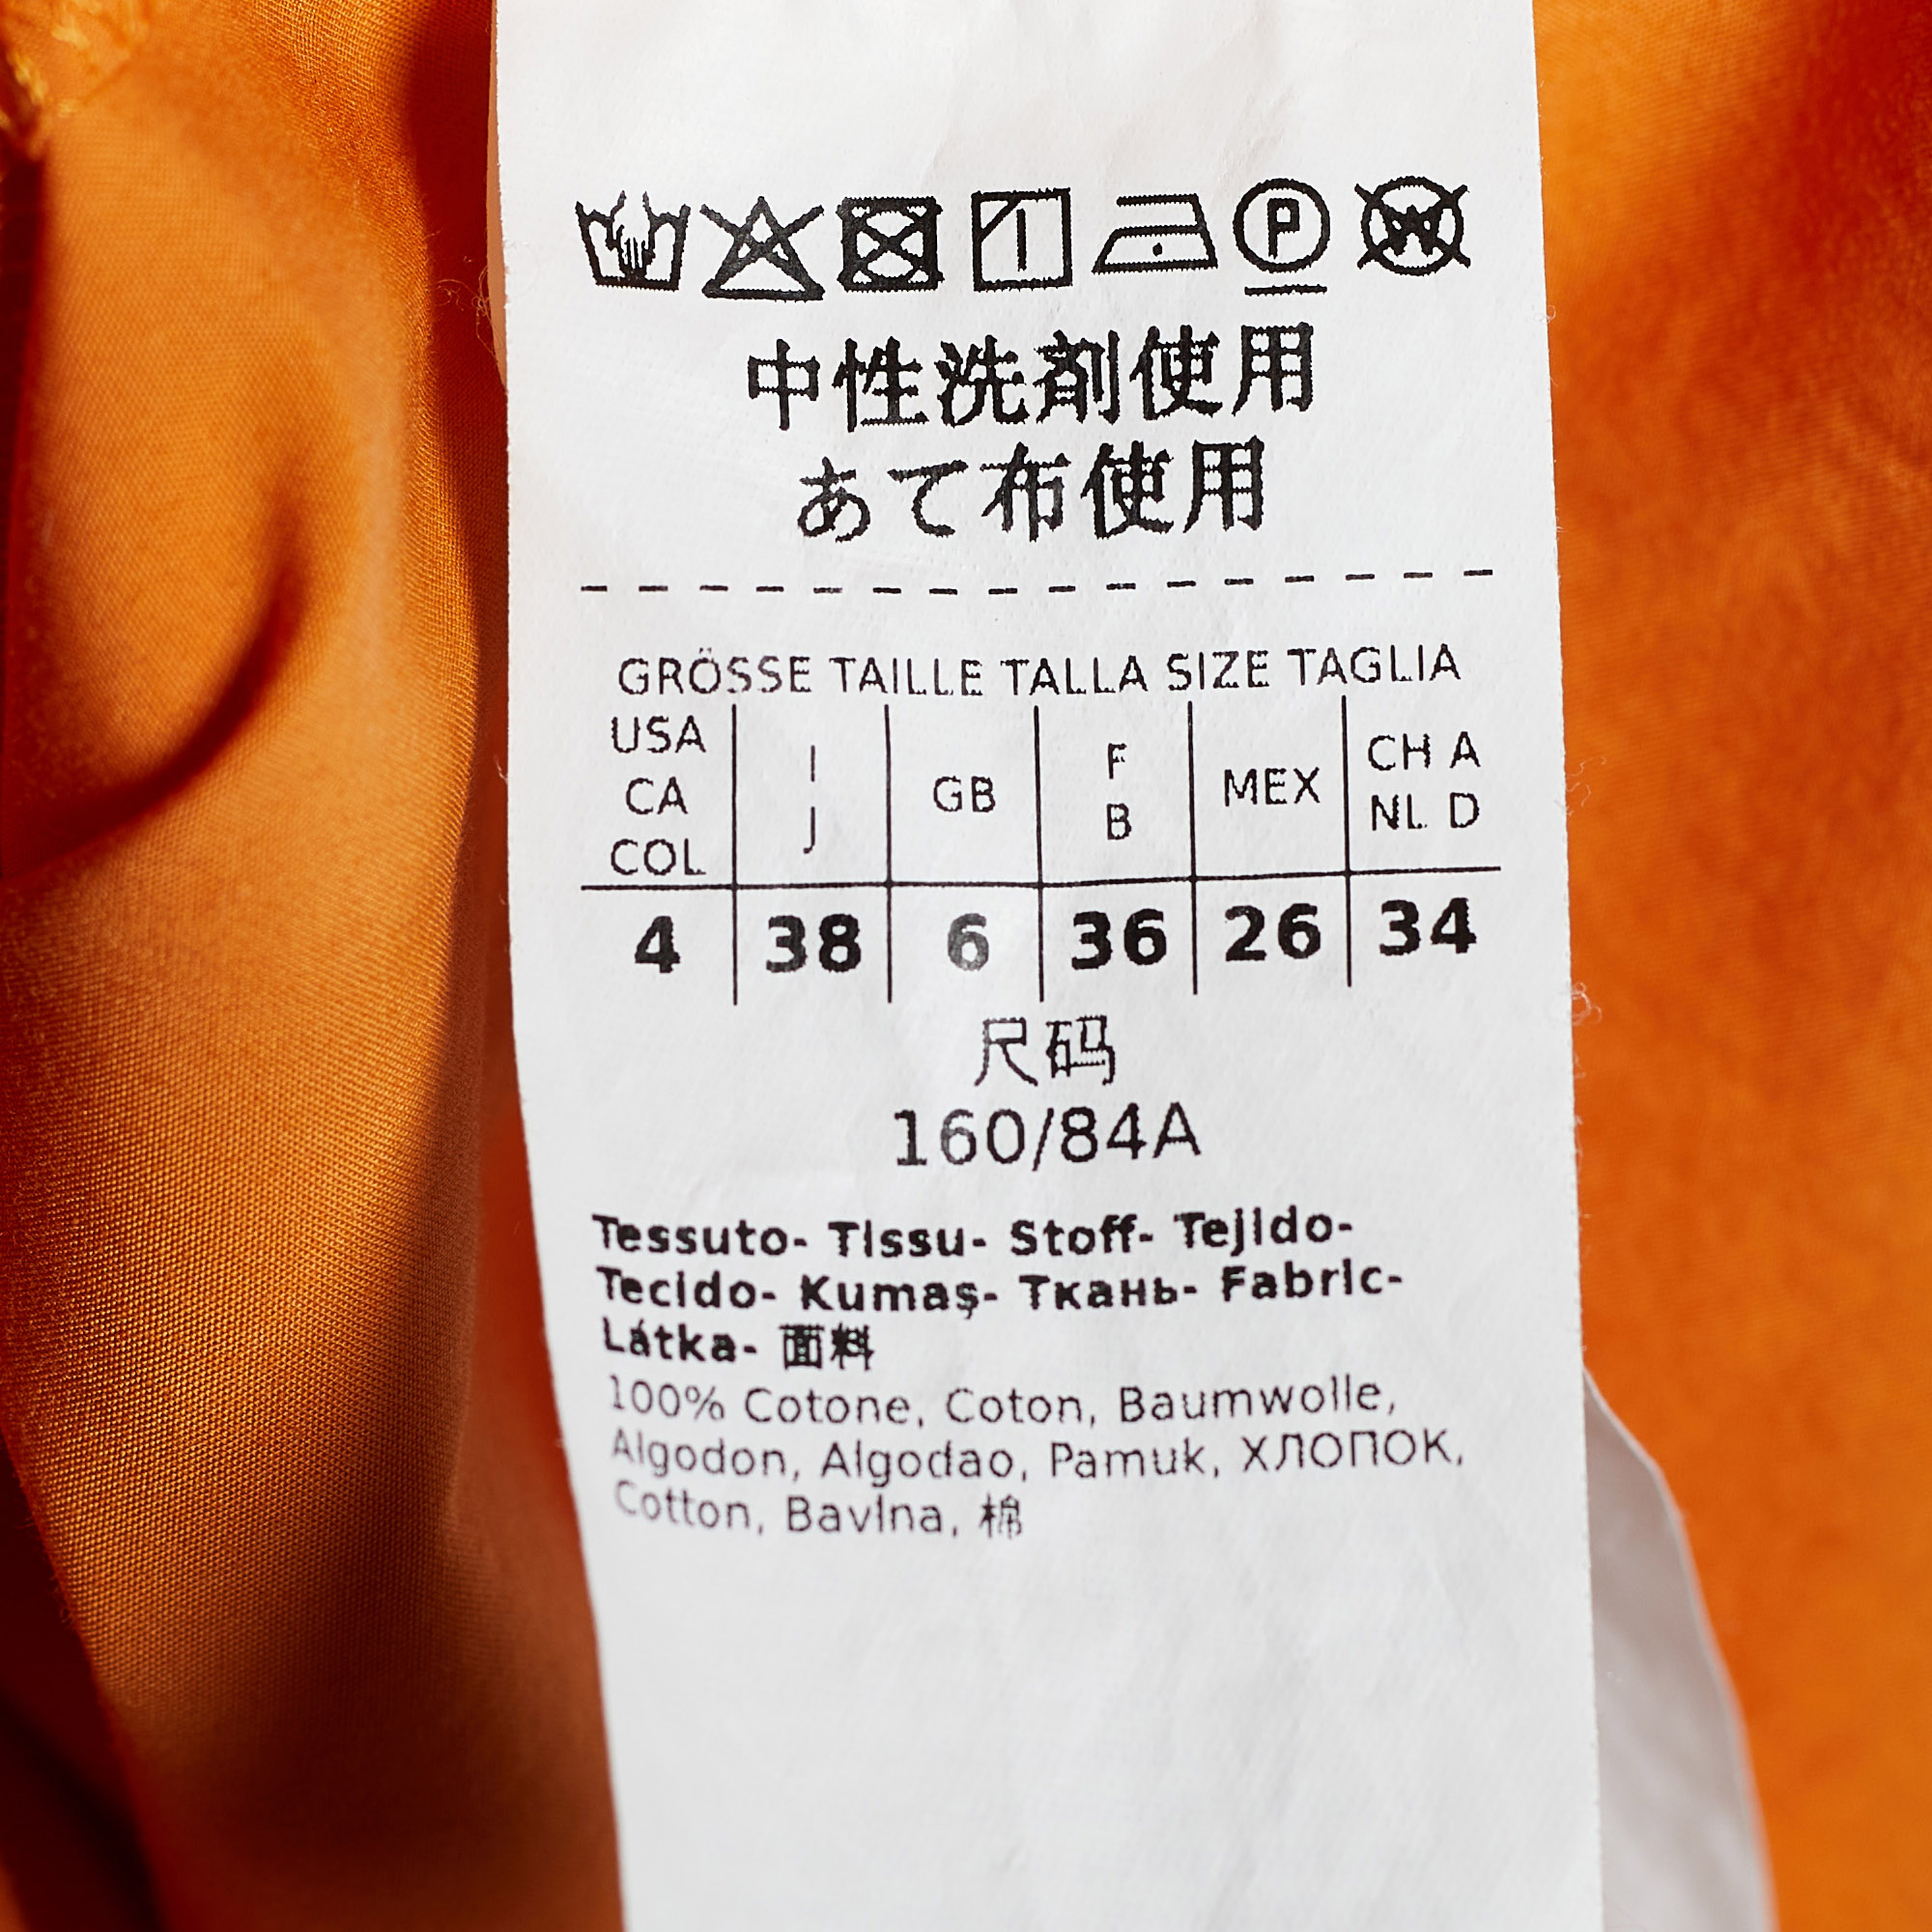 P W
中性洗剤使用
あて布使用
GRÖSSE TAILLE TALLA SIZE TAGLIA
USA CA COL | I J | GB | F B | MEX | CH A NL D
4 | 38 | 6 | 36 | 26 | 34
尺码
160/84A
Tessuto- Tissu- Stoff- Tejido-
Tecido- Kumaş- Ткань- Fabric-
Látka- 面料
100% Cotone, Coton, Baumwolle,
Algodon, Algodao, Pamuk, ХЛОПОК,
Cotton, Bavlna, 棉